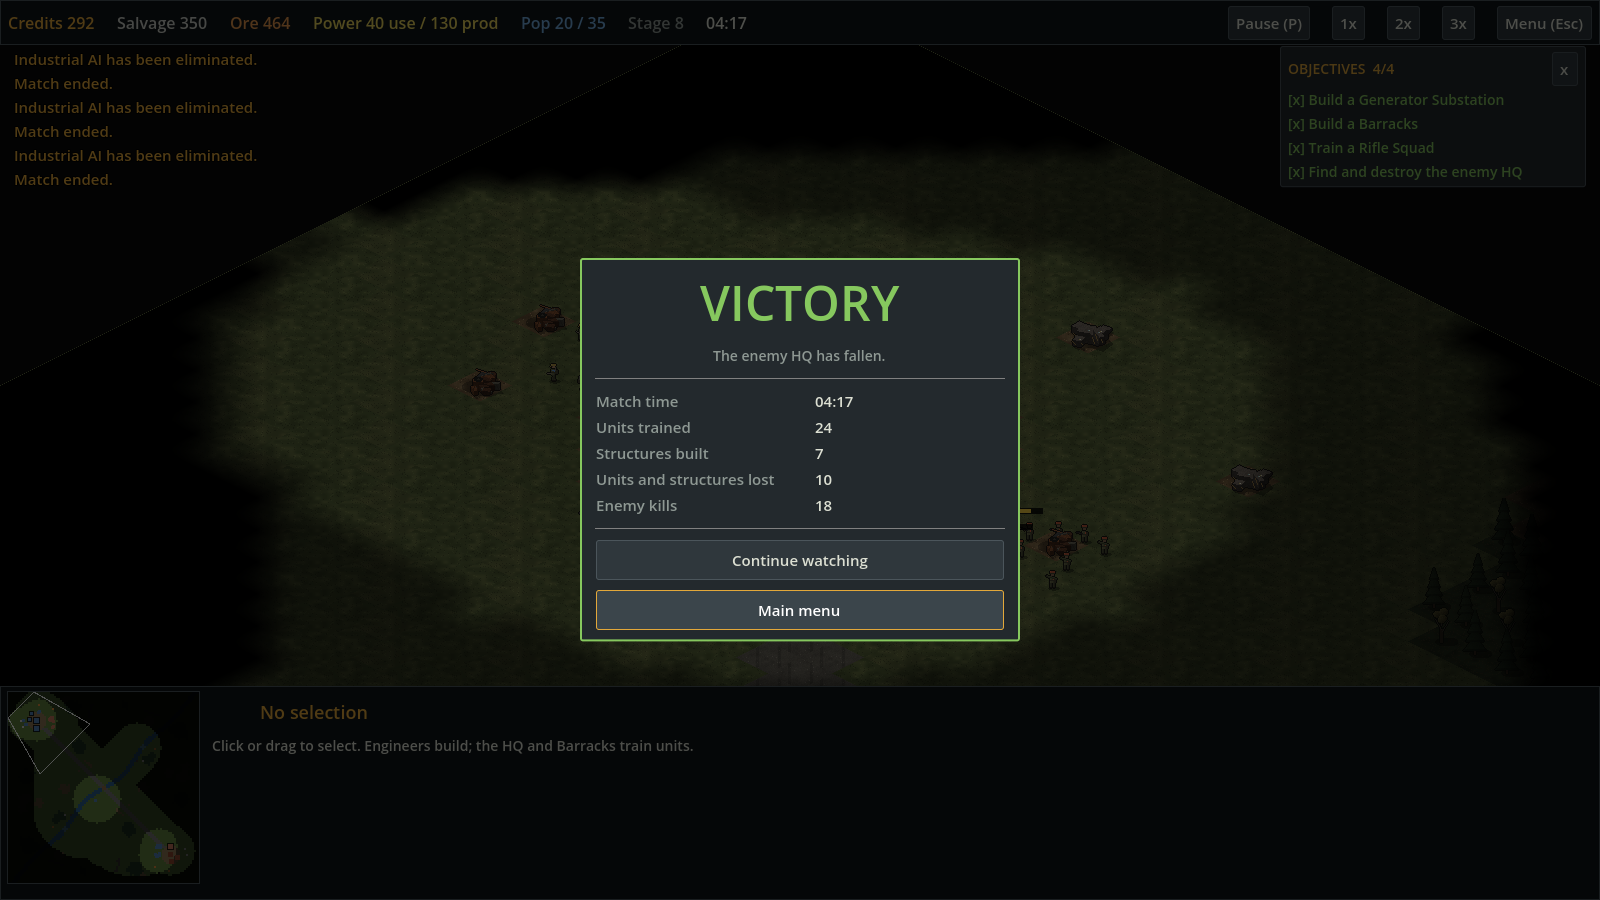 Credits 292 Salvage 350 Ore 464 Power 40 use / 130 prod Pop 20 / 35 Stage 8 04:17 Pause (P) 1x 2x 3x Menu (Esc)
Industrial AI has been eliminated.
Match ended.
Industrial AI has been eliminated.
Match ended.
Industrial AI has been eliminated.
Match ended.
OBJECTIVES 4/4 x
[x] Build a Generator Substation
[x] Build a Barracks
[x] Train a Rifle Squad
[x] Find and destroy the enemy HQ
VICTORY
The enemy HQ has fallen.
Match time 04:17
Units trained 24
Structures built 7
Units and structures lost 10
Enemy kills 18
Continue watching
Main menu
No selection
Click or drag to select. Engineers build; the HQ and Barracks train units.